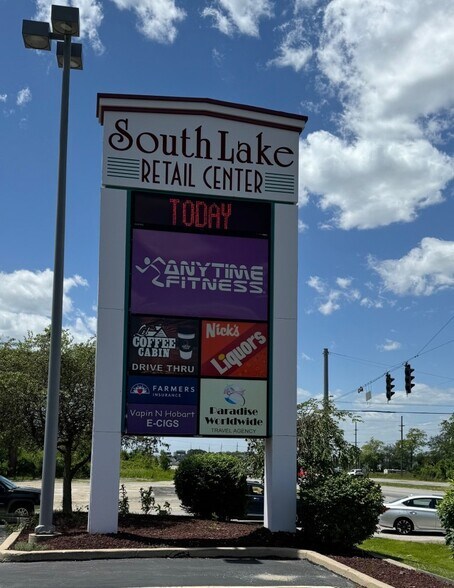 South Lake
RETAIL CENTER
TODAY
ANYTIME
FITNESS
COFFEE
CABIN
DRIVE THRU
Nick's
Liquors
FARMERS
INSURANCE
Vapin N Hobart
E-CIGS
Paradise
Worldwide
TRAVEL AGENCY